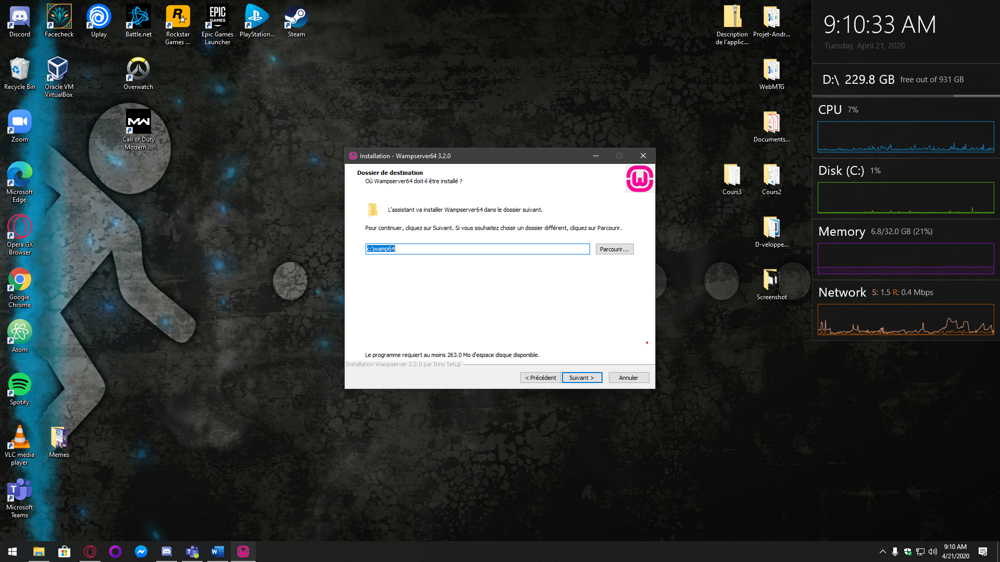 Discord
Facecheck
Uplay
Battle.net
Rockstar
Games ...
EPIC
GAMES
Epic Games
Launcher
PlayStation...
Steam
Recycle Bin
Oracle VM
VirtualBox
Overwatch
Zoom
MW
Call of Duty
Modern ...
Microsoft
Edge
Opera GX
Browser
Google
Chrome
Atom
Spotify
VLC media
player
Memes
Microsoft
Teams
Description
de l'applic...
Projet-Andr...
WebMTG
Documents...
Cours3
Cours2
D-veloppe...
Screenshot
Installation - Wampserver64 3.2.0
Dossier de destination
Où Wampserver64 doit-il être installé ?
L'assistant va installer Wampserver64 dans le dossier suivant.
Pour continuer, cliquez sur Suivant. Si vous souhaitez choisir un dossier différent, cliquez sur Parcourir.
c:\wamp64
Parcourir...
Le programme requiert au moins 263.0 Mo d'espace disque disponible.
Installation Wampserver 3.2.0 par Inno Setup
< Précédent
Suivant >
Annuler
9:10:33 AM
Tuesday, April 21, 2020
D:\ 229.8 GB free out of 931 GB
CPU 7%
Disk (C:) 1%
Memory 6.8/32.0 GB (21%)
Network S: 1.5 R: 0.4 Mbps
9:10 AM
4/21/2020